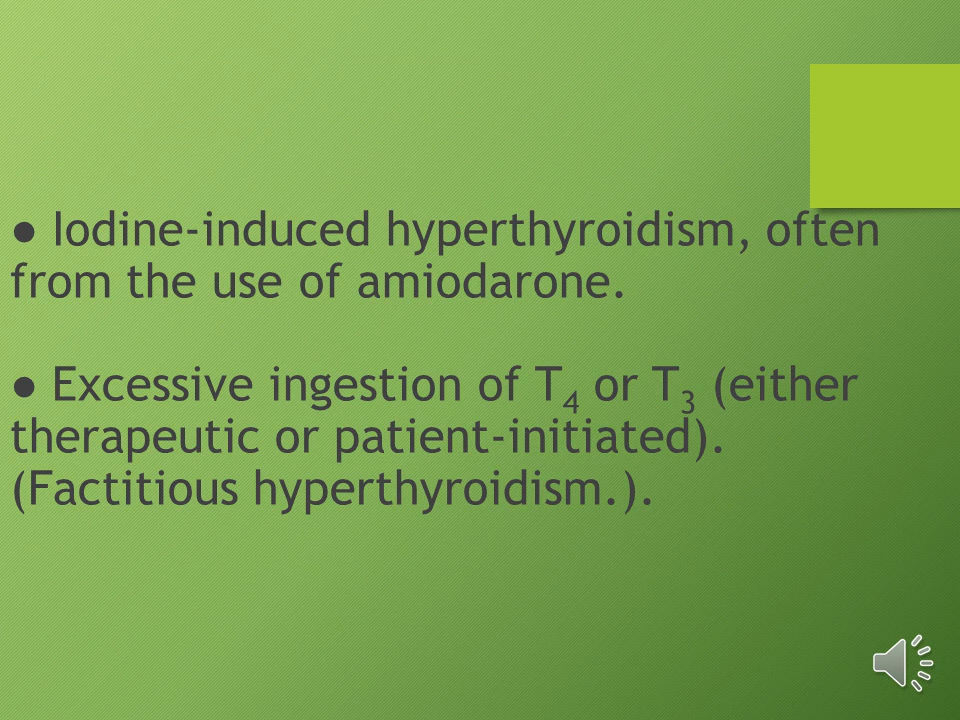 ● Iodine-induced hyperthyroidism, often
from the use of amiodarone.
● Excessive ingestion of T₄ or T₃ (either
therapeutic or patient-initiated).
(Factitious hyperthyroidism.).